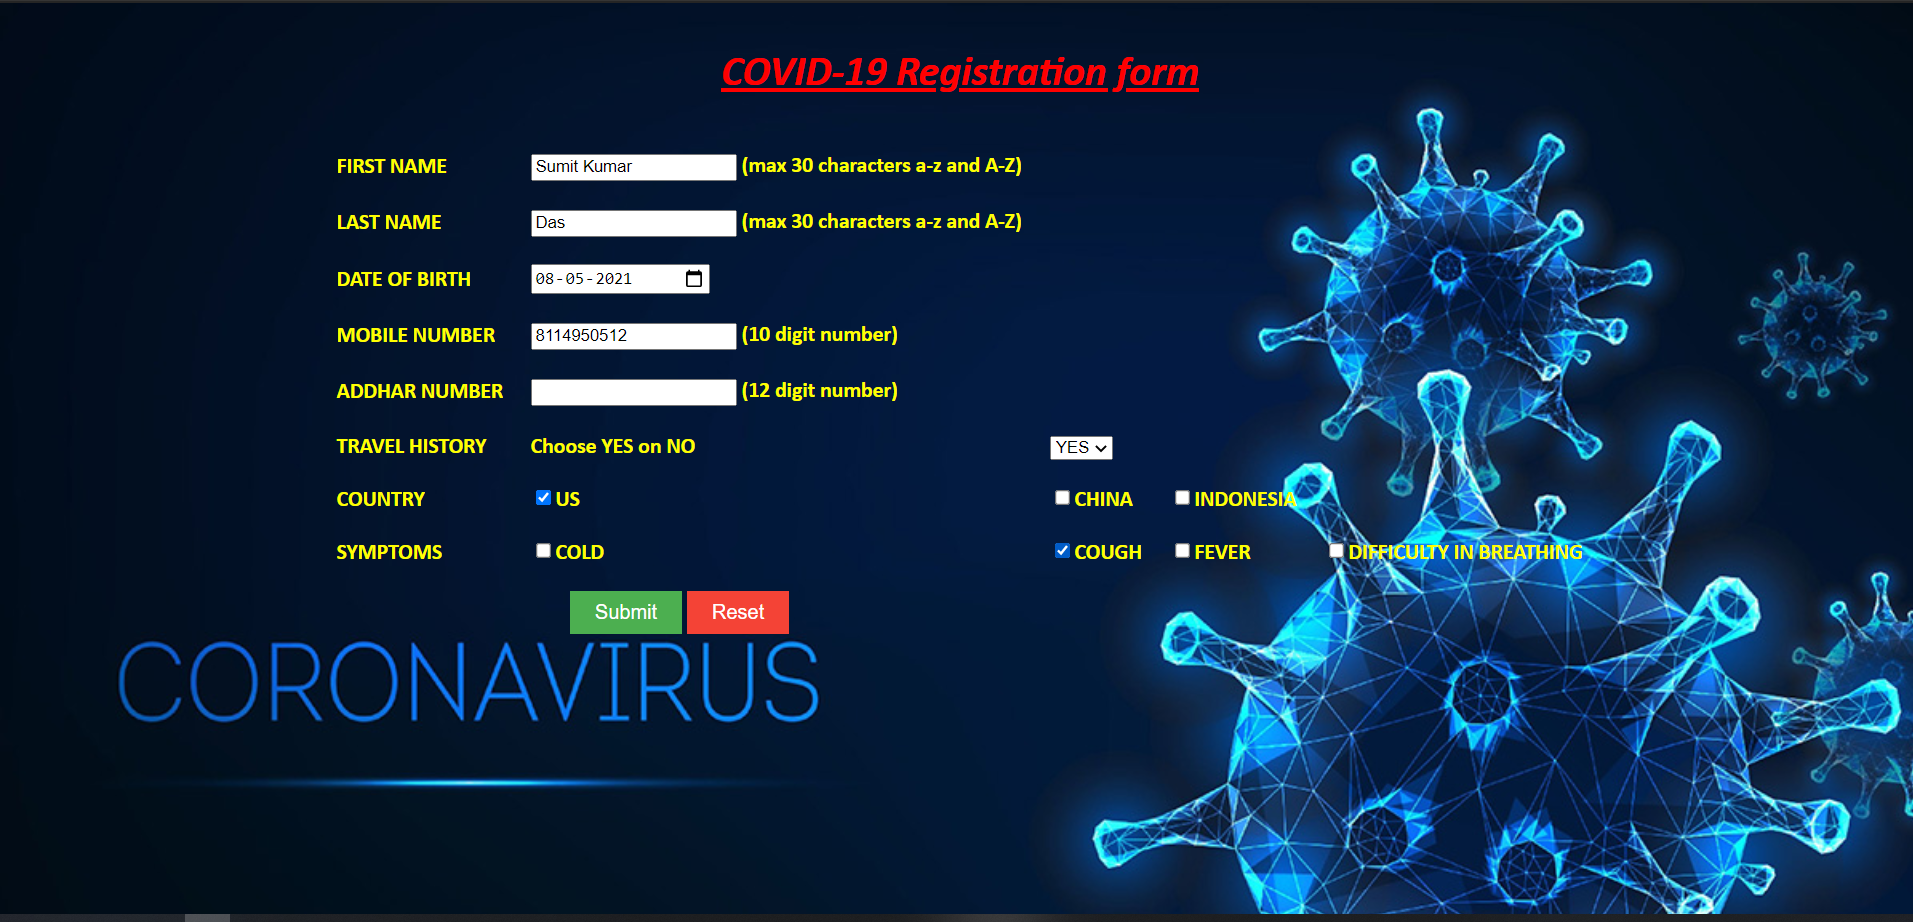 COVID-19 Registration form
FIRST NAME Sumit Kumar (max 30 characters a-z and A-Z)
LAST NAME Das (max 30 characters a-z and A-Z)
DATE OF BIRTH 08-05-2021
MOBILE NUMBER 8114950512 (10 digit number)
ADDHAR NUMBER (12 digit number)
TRAVEL HISTORY Choose YES on NO YES
COUNTRY US CHINA INDONESIA
SYMPTOMS COLD COUGH FEVER DIFFICULTY IN BREATHING
Submit Reset
CORONAVIRUS